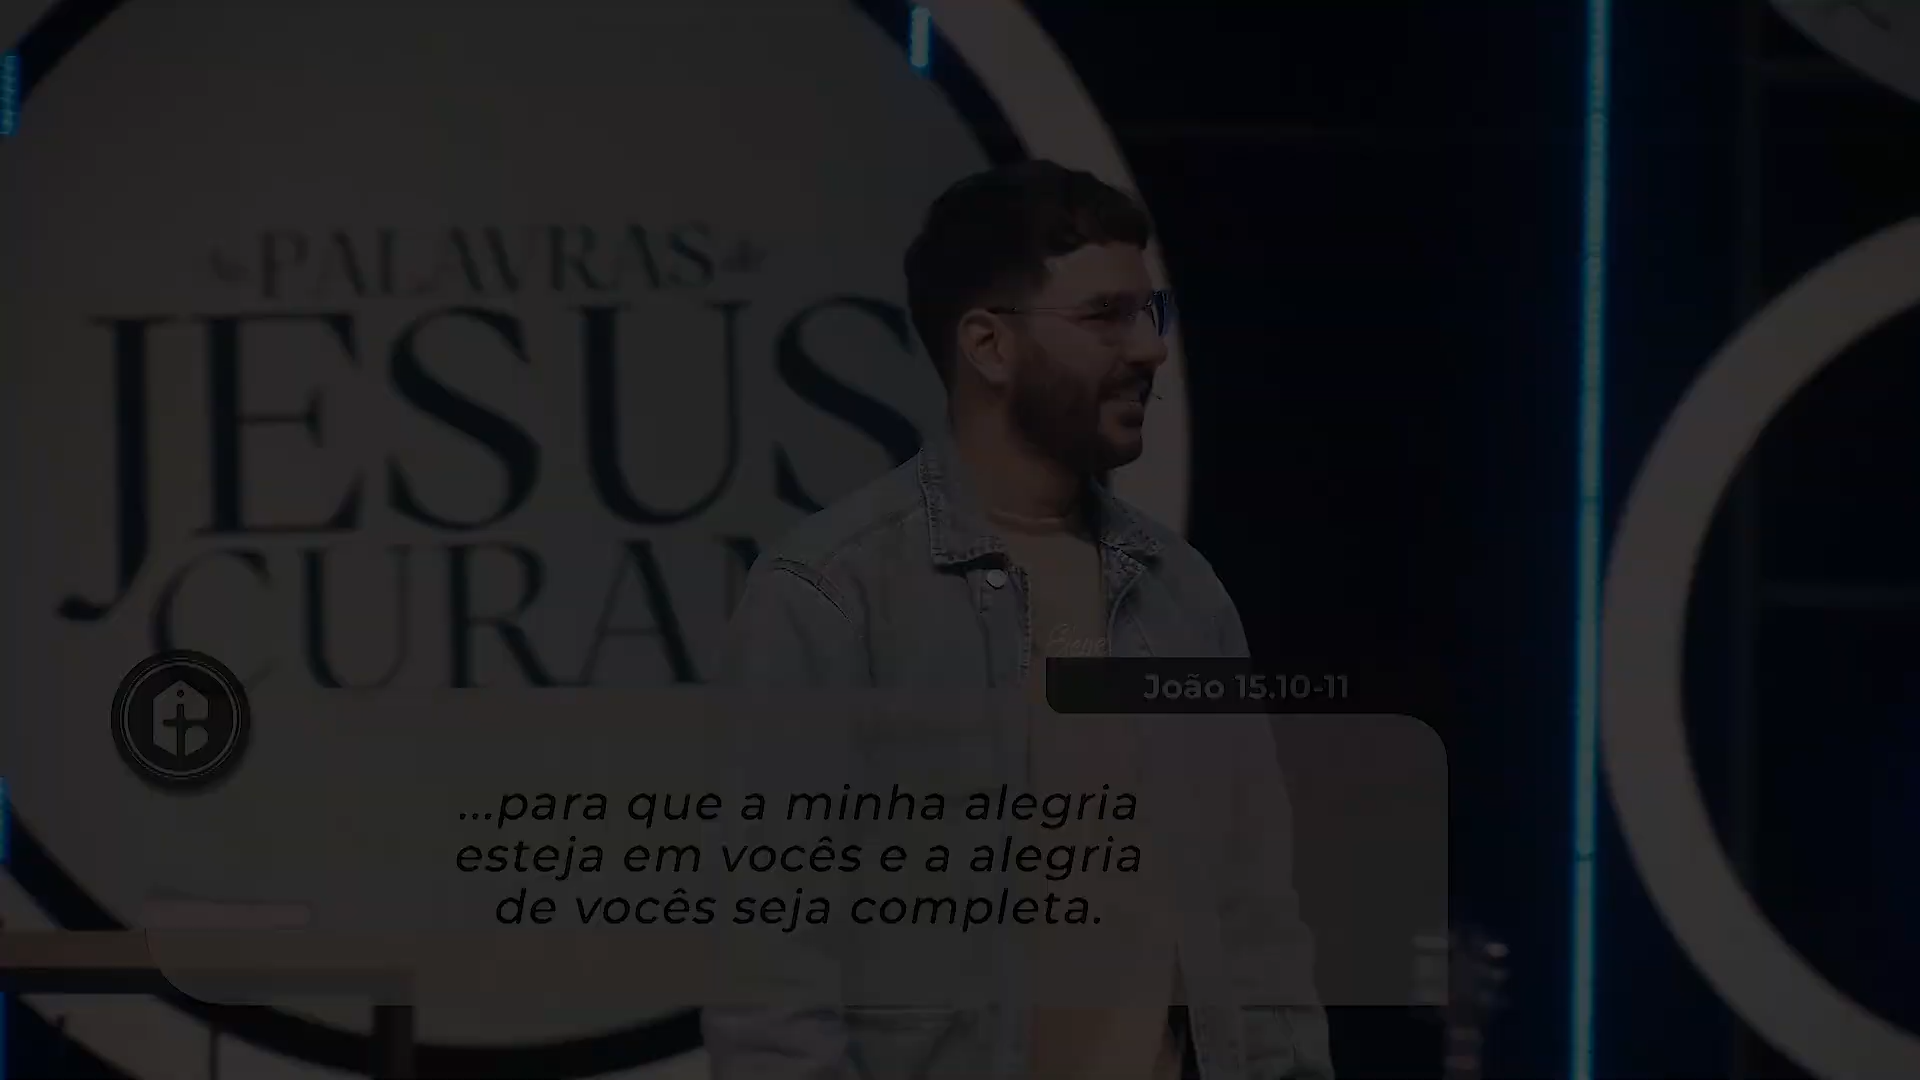 PALAVRAS
JESUS
CURAM
João 15.10-11
...para que a minha alegria
esteja em vocês e a alegria
de vocês seja completa.